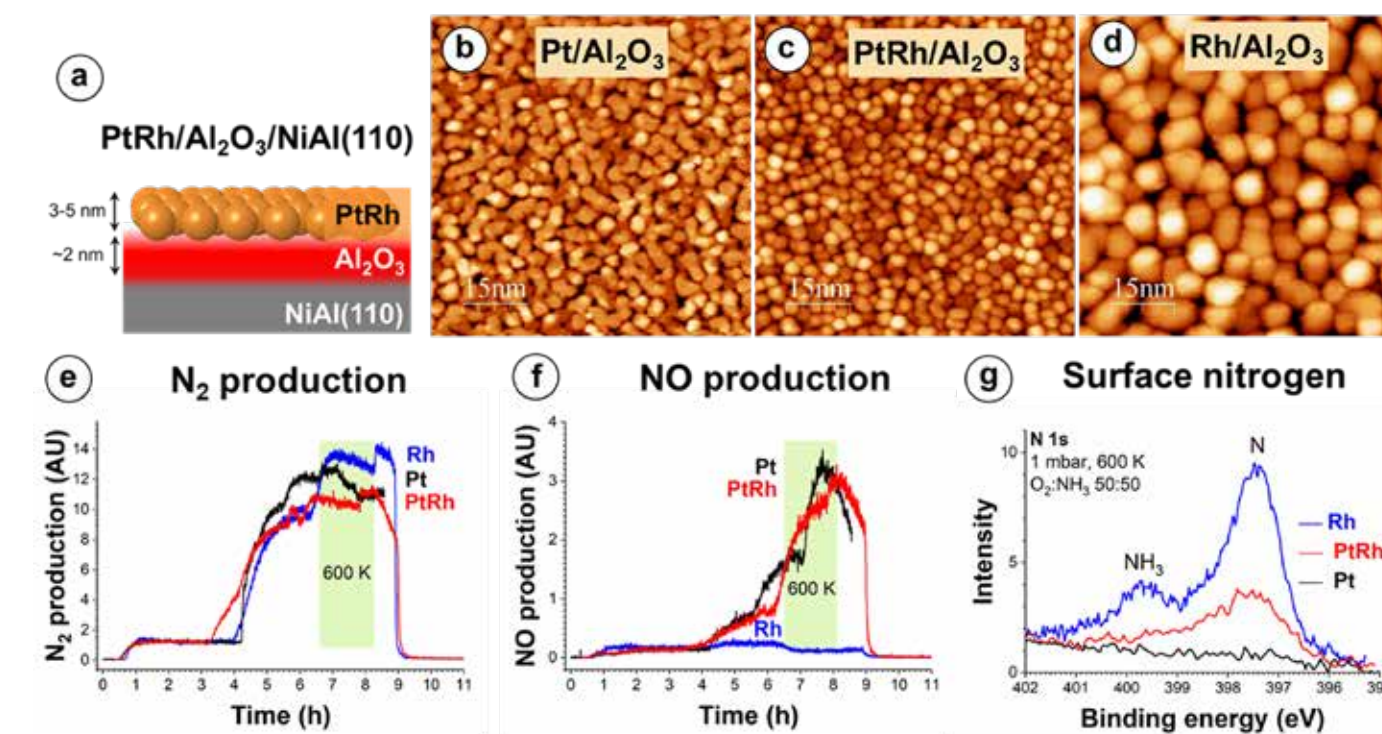 a
PtRh/Al₂O₃/NiAl(110)
3-5 nm
PtRh
~2 nm
Al₂O₃
NiAl(110)
b
Pt/Al₂O₃
15nm
c
PtRh/Al₂O₃
15nm
d
Rh/Al₂O₃
15nm
e
N₂ production
N₂ production (AU)
14
12
10
8
6
4
2
0
Rh
Pt
PtRh
600 K
0 1 2 3 4 5 6 7 8 9 10 11
Time (h)
f
NO production
NO production (AU)
4
3
2
1
0
Pt
PtRh
600 K
Rh
0 1 2 3 4 5 6 7 8 9 10 11
Time (h)
g
Surface nitrogen
Intensity
10
5
0
N 1s
1 mbar, 600 K
O₂:NH₃ 50:50
NH₃
N
Rh
PtRh
Pt
402 401 400 399 398 397 396
Binding energy (eV)